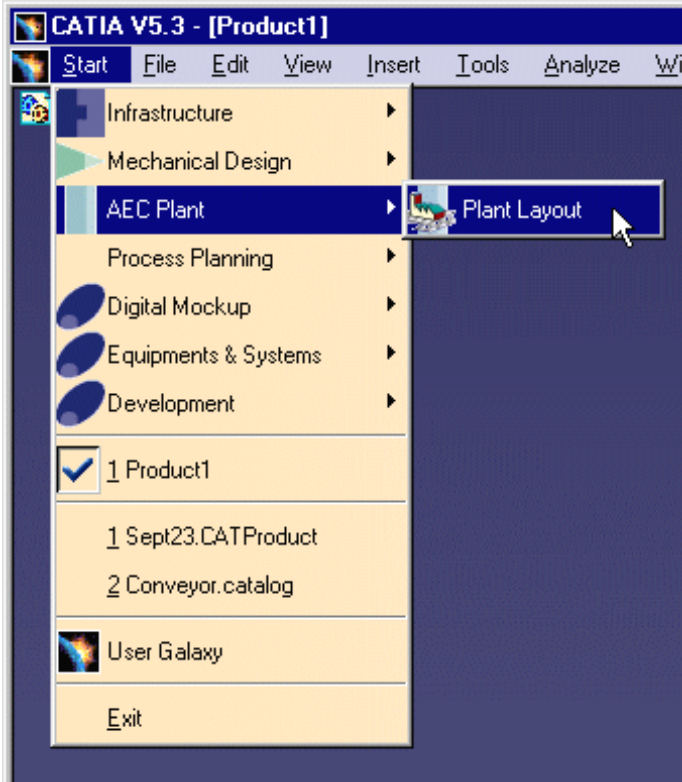 CATIA V5.3 - [Product1]
Start File Edit View Insert Tools Analyze
Infrastructure
Mechanical Design
AEC Plant
Plant Layout
Process Planning
Digital Mockup
Equipments & Systems
Development
1 Product1
1 Sept23.CATProduct
2 Conveyor.catalog
User Galaxy
Exit